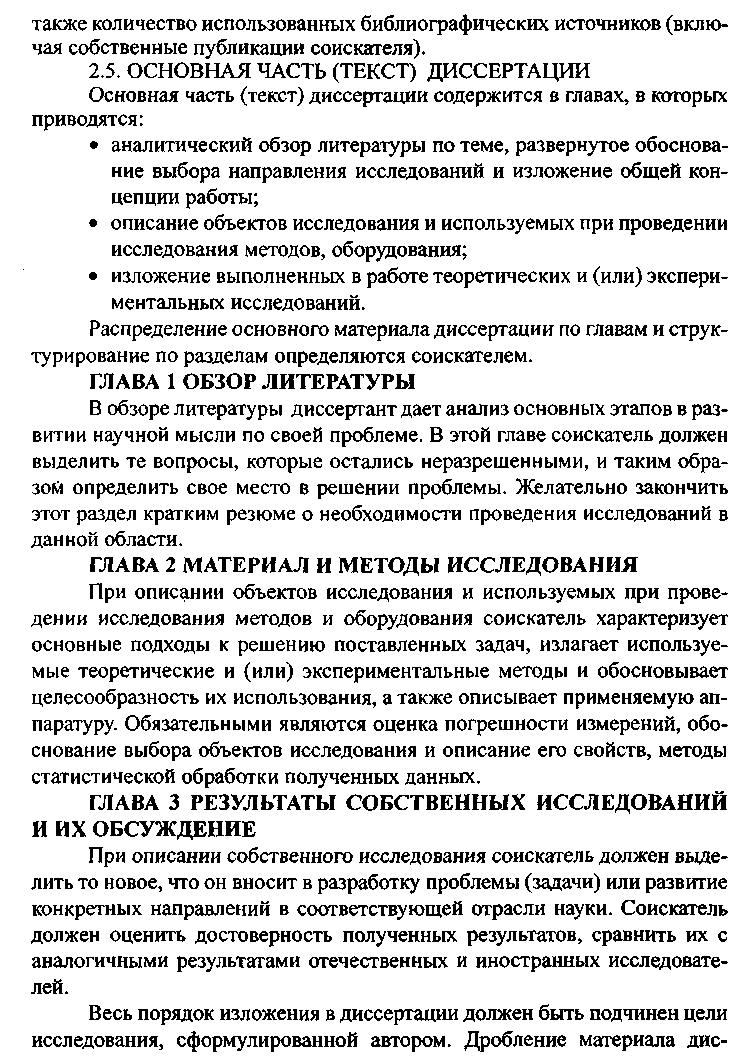 также количество использованных библиографических источников (вклю-
чая собственные публикации соискателя).
2.5. ОСНОВНАЯ ЧАСТЬ (ТЕКСТ) ДИССЕРТАЦИИ
Основная часть (текст) диссертации содержится в главах, в которых
приводятся:
• аналитический обзор литературы по теме, развернутое обоснова-
ние выбора направления исследований и изложение общей кон-
цепции работы;
• описание объектов исследования и используемых при проведении
исследования методов, оборудования;
• изложение выполненных в работе теоретических и (или) экспери-
ментальных исследований.
Распределение основного материала диссертации по главам и струк-
турирование по разделам определяются соискателем.
ГЛАВА 1 ОБЗОР ЛИТЕРАТУРЫ
В обзоре литературы диссертант дает анализ основных этапов в раз-
витии научной мысли по своей проблеме. В этой главе соискатель должен
выделить те вопросы, которые остались неразрешенными, и таким обра-
зом определить свое место в решении проблемы. Желательно закончить
этот раздел кратким резюме о необходимости проведения исследований в
данной области.
ГЛАВА 2 МАТЕРИАЛ И МЕТОДЫ ИССЛЕДОВАНИЯ
При описании объектов исследования и используемых при прове-
дении исследования методов и оборудования соискатель характеризует
основные подходы к решению поставленных задач, излагает используе-
мые теоретические и (или) экспериментальные методы и обосновывает
целесообразность их использования, а также описывает применяемую ап-
паратуру. Обязательными являются оценка погрешности измерений, обо-
снование выбора объектов исследования и описание его свойств, методы
статистической обработки полученных данных.
ГЛАВА 3 РЕЗУЛЬТАТЫ СОБСТВЕННЫХ ИССЛЕДОВАНИЙ
И ИХ ОБСУЖДЕНИЕ
При описании собственного исследования соискатель должен выде-
лить то новое, что он вносит в разработку проблемы (задачи) или развитие
конкретных направлений в соответствующей отрасли науки. Соискатель
должен оценить достоверность полученных результатов, сравнить их с
аналогичными результатами отечественных и иностранных исследовате-
лей.
Весь порядок изложения в диссертации должен быть подчинен цели
исследования, сформулированной автором. Дробление материала дис-